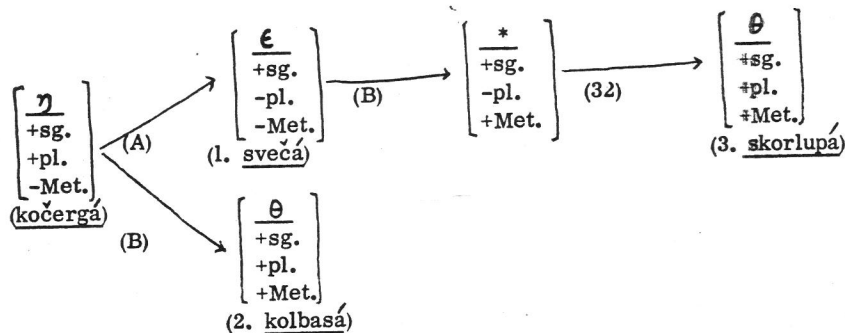 η
+sg.
+pl.
-Met.
(kočergá)
(A)
(B)
ϵ
+sg.
-pl.
-Met.
(1. svečá)
(B)
*
+sg.
-pl.
+Met.
(32)
θ
+sg.
+pl.
+Met.
(3. skorlupá)
θ
+sg.
+pl.
+Met.
(2. kolbasá)